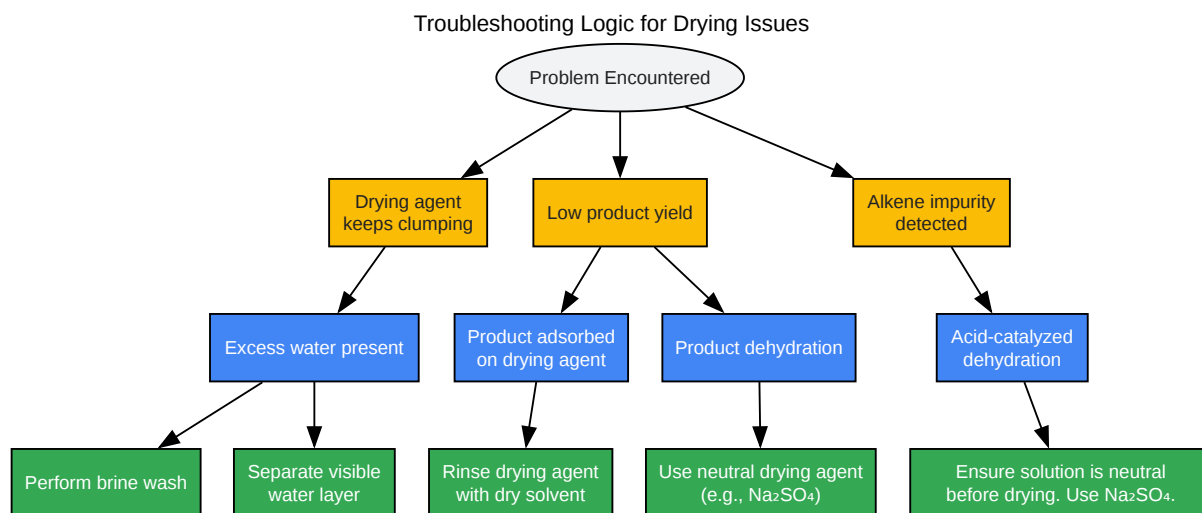 Troubleshooting Logic for Drying Issues
Problem Encountered
Drying agent
keeps clumping
Low product yield
Alkene impurity
detected
Excess water present
Product adsorbed
on drying agent
Product dehydration
Acid-catalyzed
dehydration
Perform brine wash
Separate visible
water layer
Rinse drying agent
with dry solvent
Use neutral drying agent
(e.g., Na₂SO₄)
Ensure solution is neutral
before drying. Use Na₂SO₄.